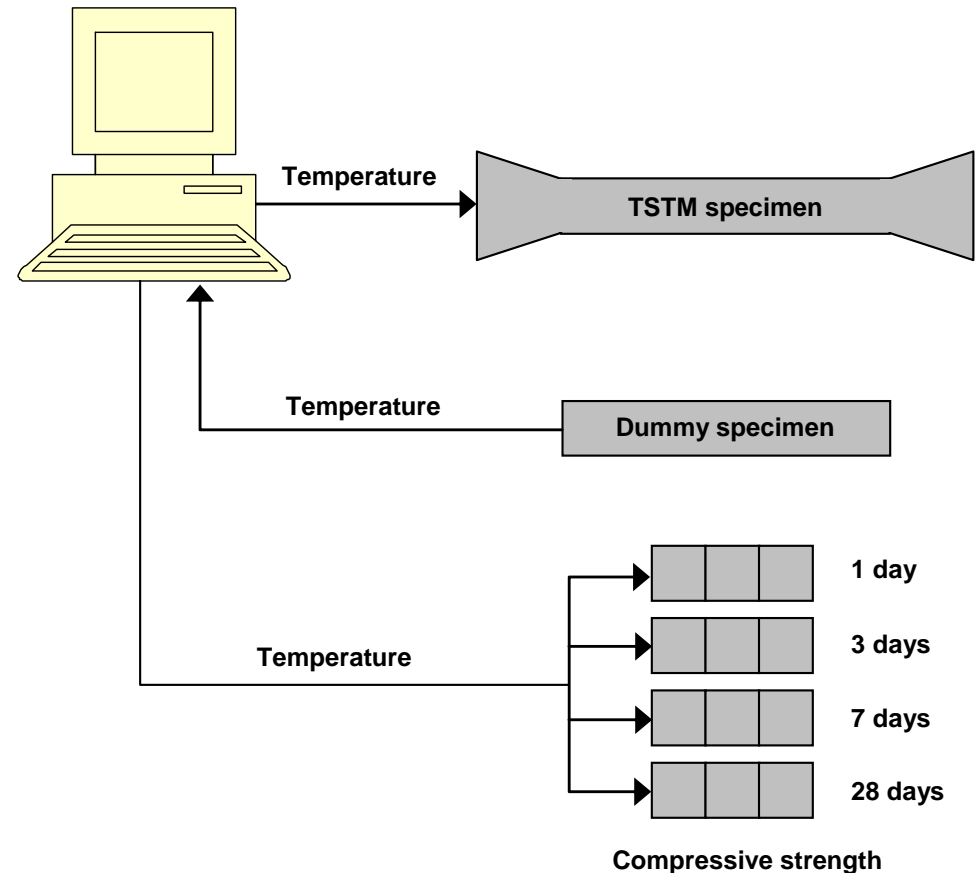 Temperature
TSTM specimen
Temperature
Dummy specimen
1 day
3 days
Temperature
7 days
28 days
Compressive strength